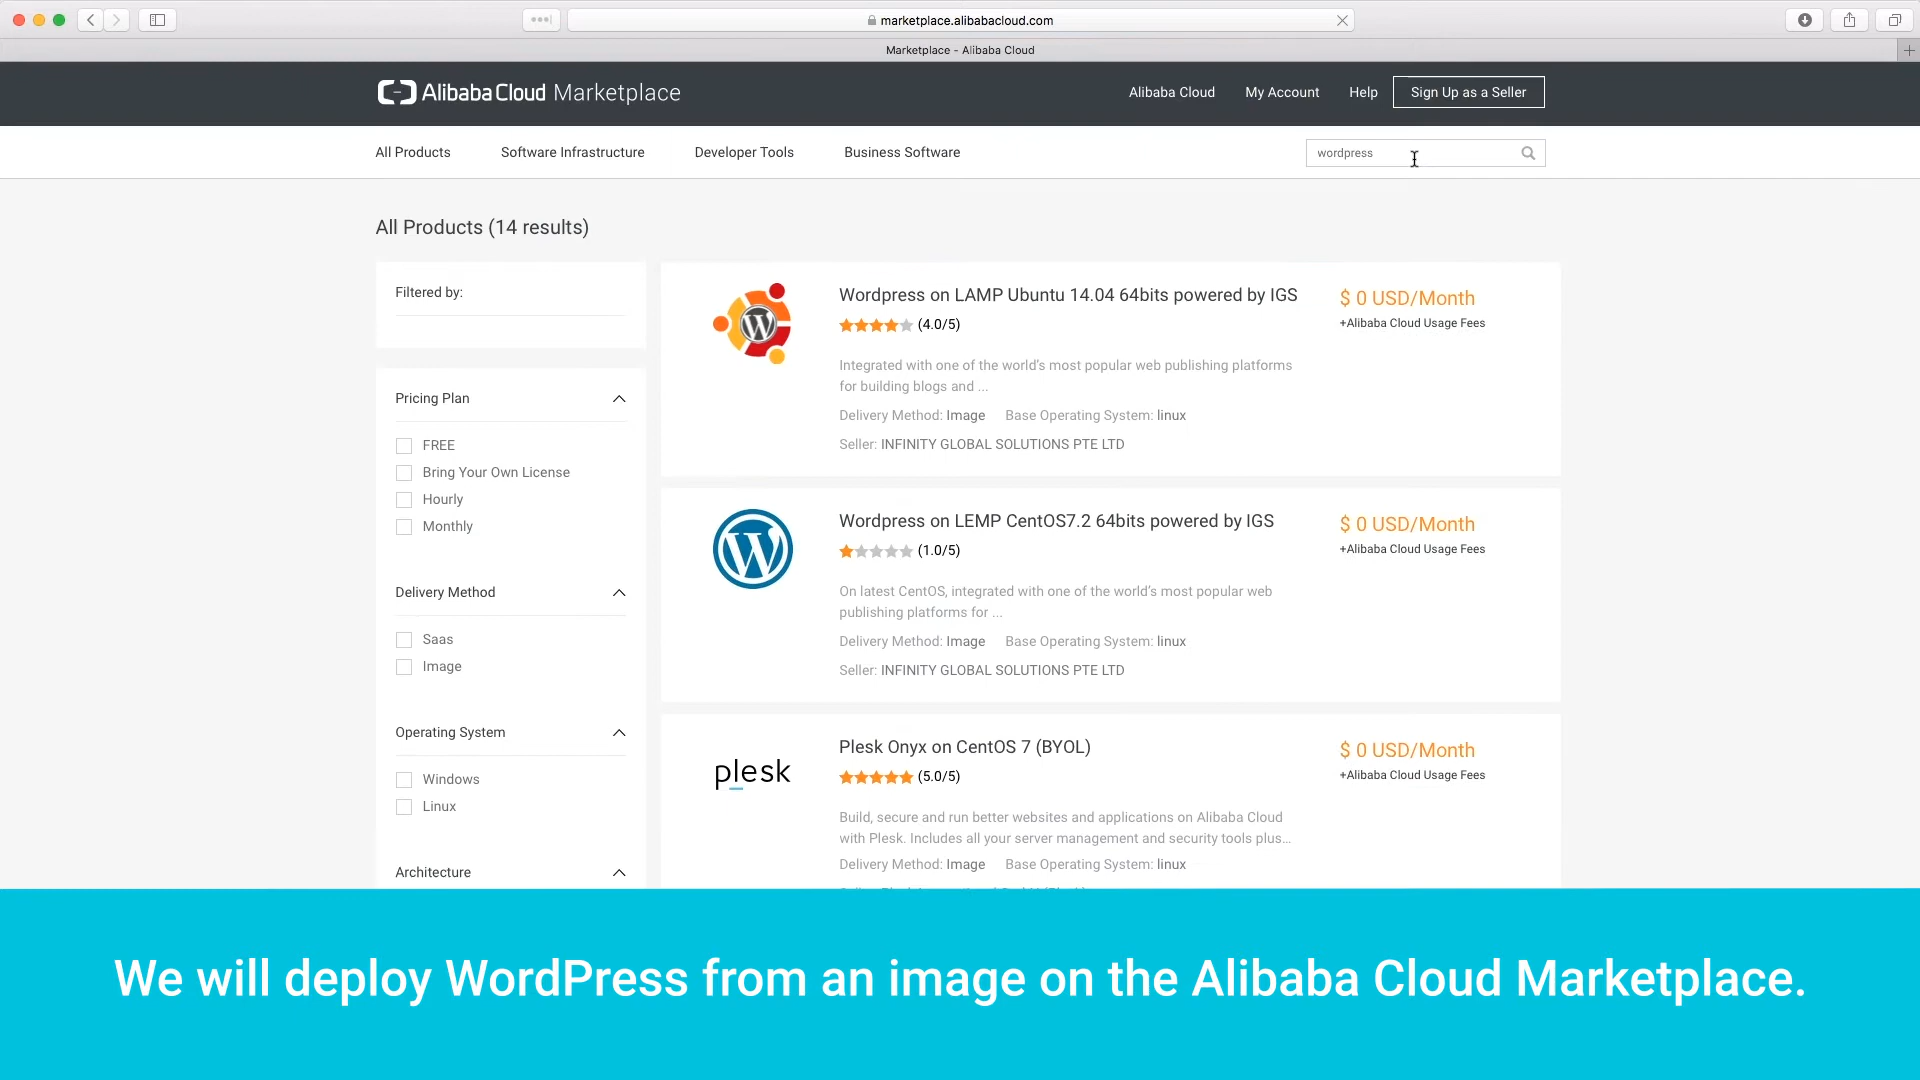 marketplace.alibabacloud.com
Marketplace - Alibaba Cloud
Alibaba Cloud Marketplace
Alibaba Cloud
My Account
Help
Sign Up as a Seller
All Products
Software Infrastructure
Developer Tools
Business Software
wordpress
All Products (14 results)
Filtered by:
Pricing Plan
FREE
Bring Your Own License
Hourly
Monthly
Delivery Method
Saas
Image
Operating System
Windows
Linux
Architecture
Wordpress on LAMP Ubuntu 14.04 64bits powered by IGS
(4.0/5)
Integrated with one of the world's most popular web publishing platforms
for building blogs and ...
Delivery Method: Image Base Operating System: linux
Seller: INFINITY GLOBAL SOLUTIONS PTE LTD
$ 0 USD/Month
+Alibaba Cloud Usage Fees
Wordpress on LEMP CentOS7.2 64bits powered by IGS
(1.0/5)
On latest CentOS, integrated with one of the world's most popular web
publishing platforms for ...
Delivery Method: Image Base Operating System: linux
Seller: INFINITY GLOBAL SOLUTIONS PTE LTD
$ 0 USD/Month
+Alibaba Cloud Usage Fees
plesk
Plesk Onyx on CentOS 7 (BYOL)
(5.0/5)
Build, secure and run better websites and applications on Alibaba Cloud
with Plesk. Includes all your server management and security tools plus...
Delivery Method: Image Base Operating System: linux
$ 0 USD/Month
+Alibaba Cloud Usage Fees
We will deploy WordPress from an image on the Alibaba Cloud Marketplace.